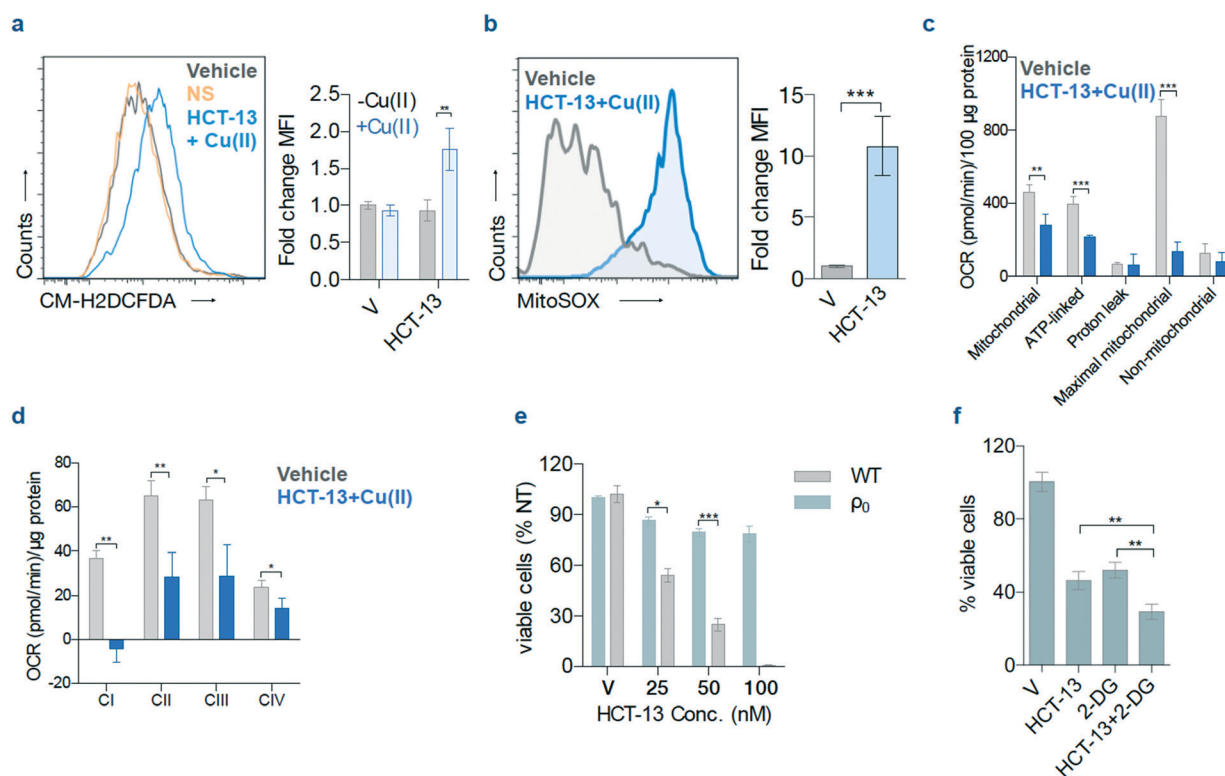 a
Vehicle
NS
HCT-13
+ Cu(II)
Counts
CM-H2DCFDA
Fold change MFI
2.5
2.0
1.5
1.0
0.5
0.0
-Cu(II)
+Cu(II)
**
V
HCT-13
b
Vehicle
HCT-13+Cu(II)
Counts
MitoSOX
Fold change MFI
15
10
5
0
***
V
HCT-13
c
Vehicle
HCT-13+Cu(II)
OCR (pmol/min)/100 µg protein
1200
800
400
0
**
***
***
Mitochondrial
ATP-linked
Proton leak
Maximal mitochondrial
Non-mitochondrial
d
Vehicle
HCT-13+Cu(II)
OCR (pmol/min)/µg protein
80
60
40
20
0
-20
**
**
*
*
CI
CII
CIII
CIV
e
WT
ρ₀
viable cells (% NT)
120
90
60
30
0
*
***
V
25
50
100
HCT-13 Conc. (nM)
f
% viable cells
120
80
40
0
**
**
V
HCT-13
2-DG
HCT-13+2-DG